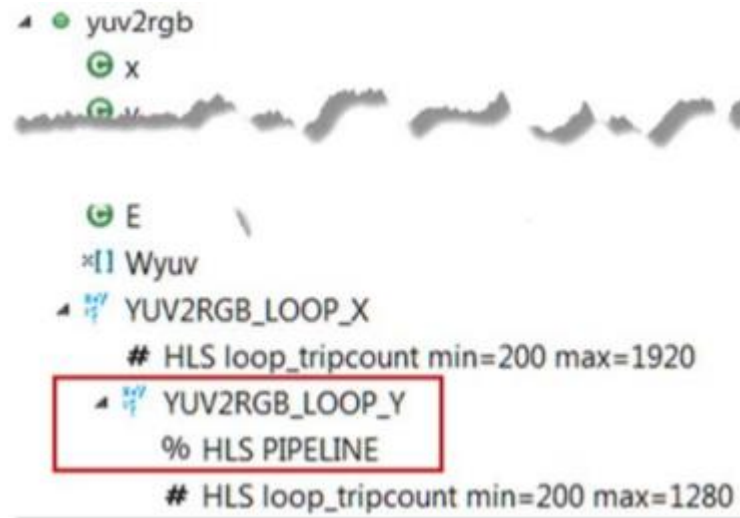 yuv2rgb
x
E
×[] Wyuv
YUV2RGB_LOOP_X
# HLS loop_tripcount min=200 max=1920
YUV2RGB_LOOP_Y
% HLS PIPELINE
# HLS loop_tripcount min=200 max=1280